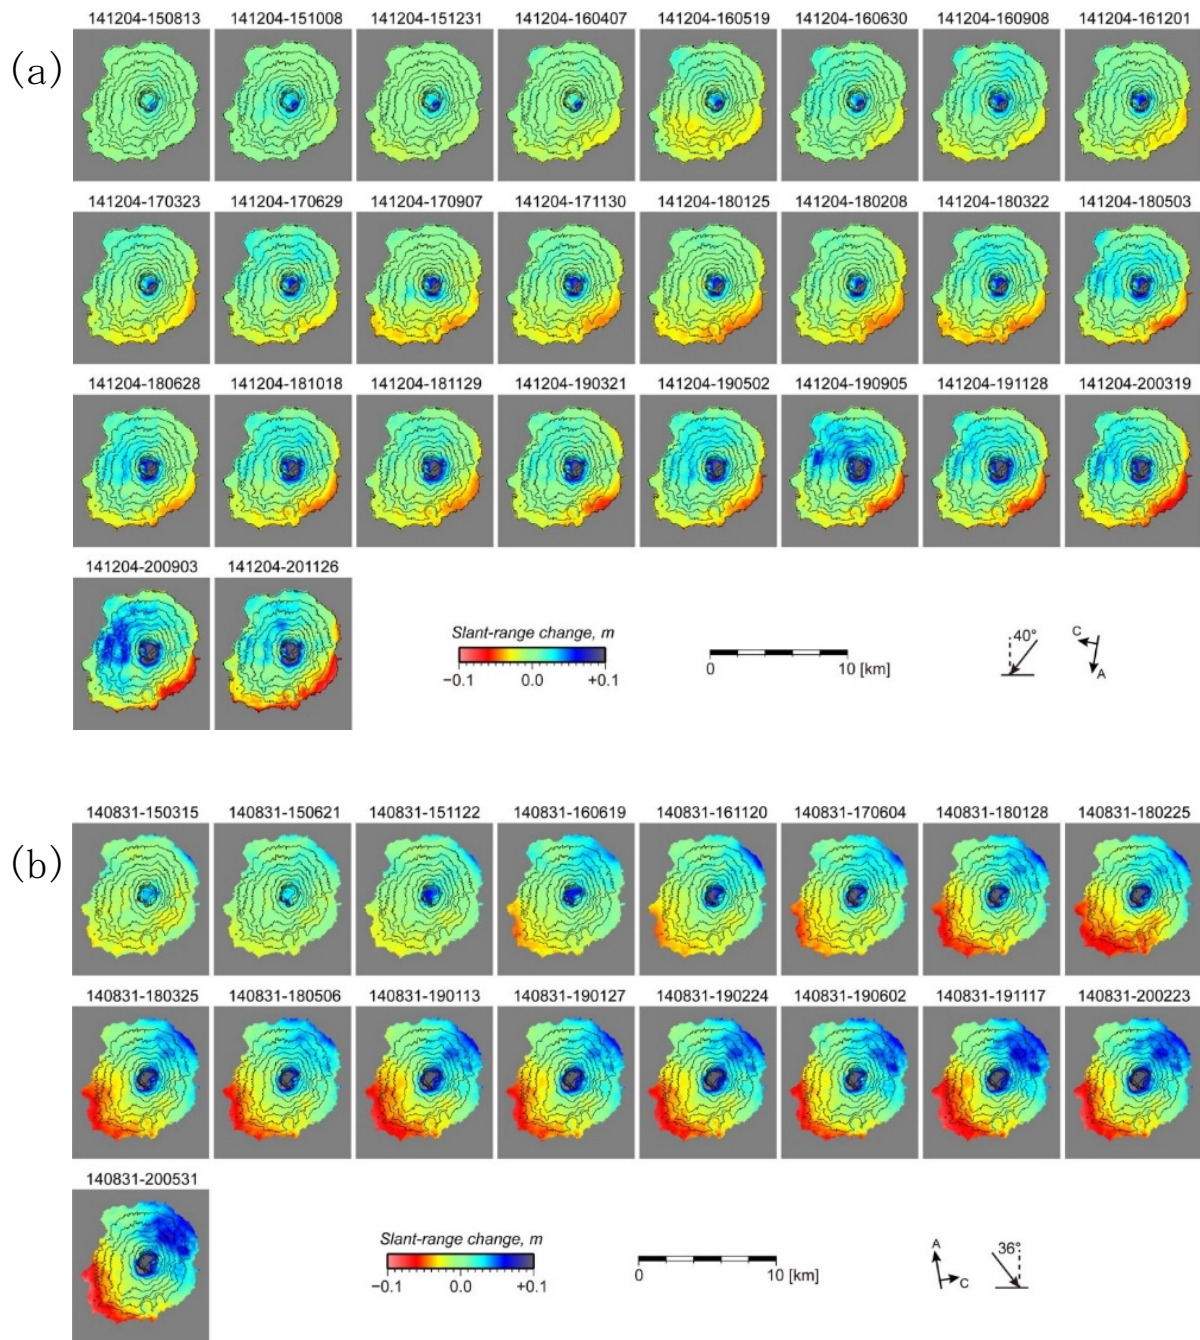 (a)
141204-150813 141204-151008 141204-151231 141204-160407 141204-160519 141204-160630 141204-160908 141204-161201
141204-170323 141204-170629 141204-170907 141204-171130 141204-180125 141204-180208 141204-180322 141204-180503
141204-180628 141204-181018 141204-181129 141204-190321 141204-190502 141204-190905 141204-191128 141204-200319
141204-200903 141204-201126
Slant-range change, m
−0.1 0.0 +0.1
0 10 [km]
40°
C
A
(b)
140831-150315 140831-150621 140831-151122 140831-160619 140831-161120 140831-170604 140831-180128 140831-180225
140831-180325 140831-180506 140831-190113 140831-190127 140831-190224 140831-190602 140831-191117 140831-200223
140831-200531
Slant-range change, m
−0.1 0.0 +0.1
0 10 [km]
A
C
36°